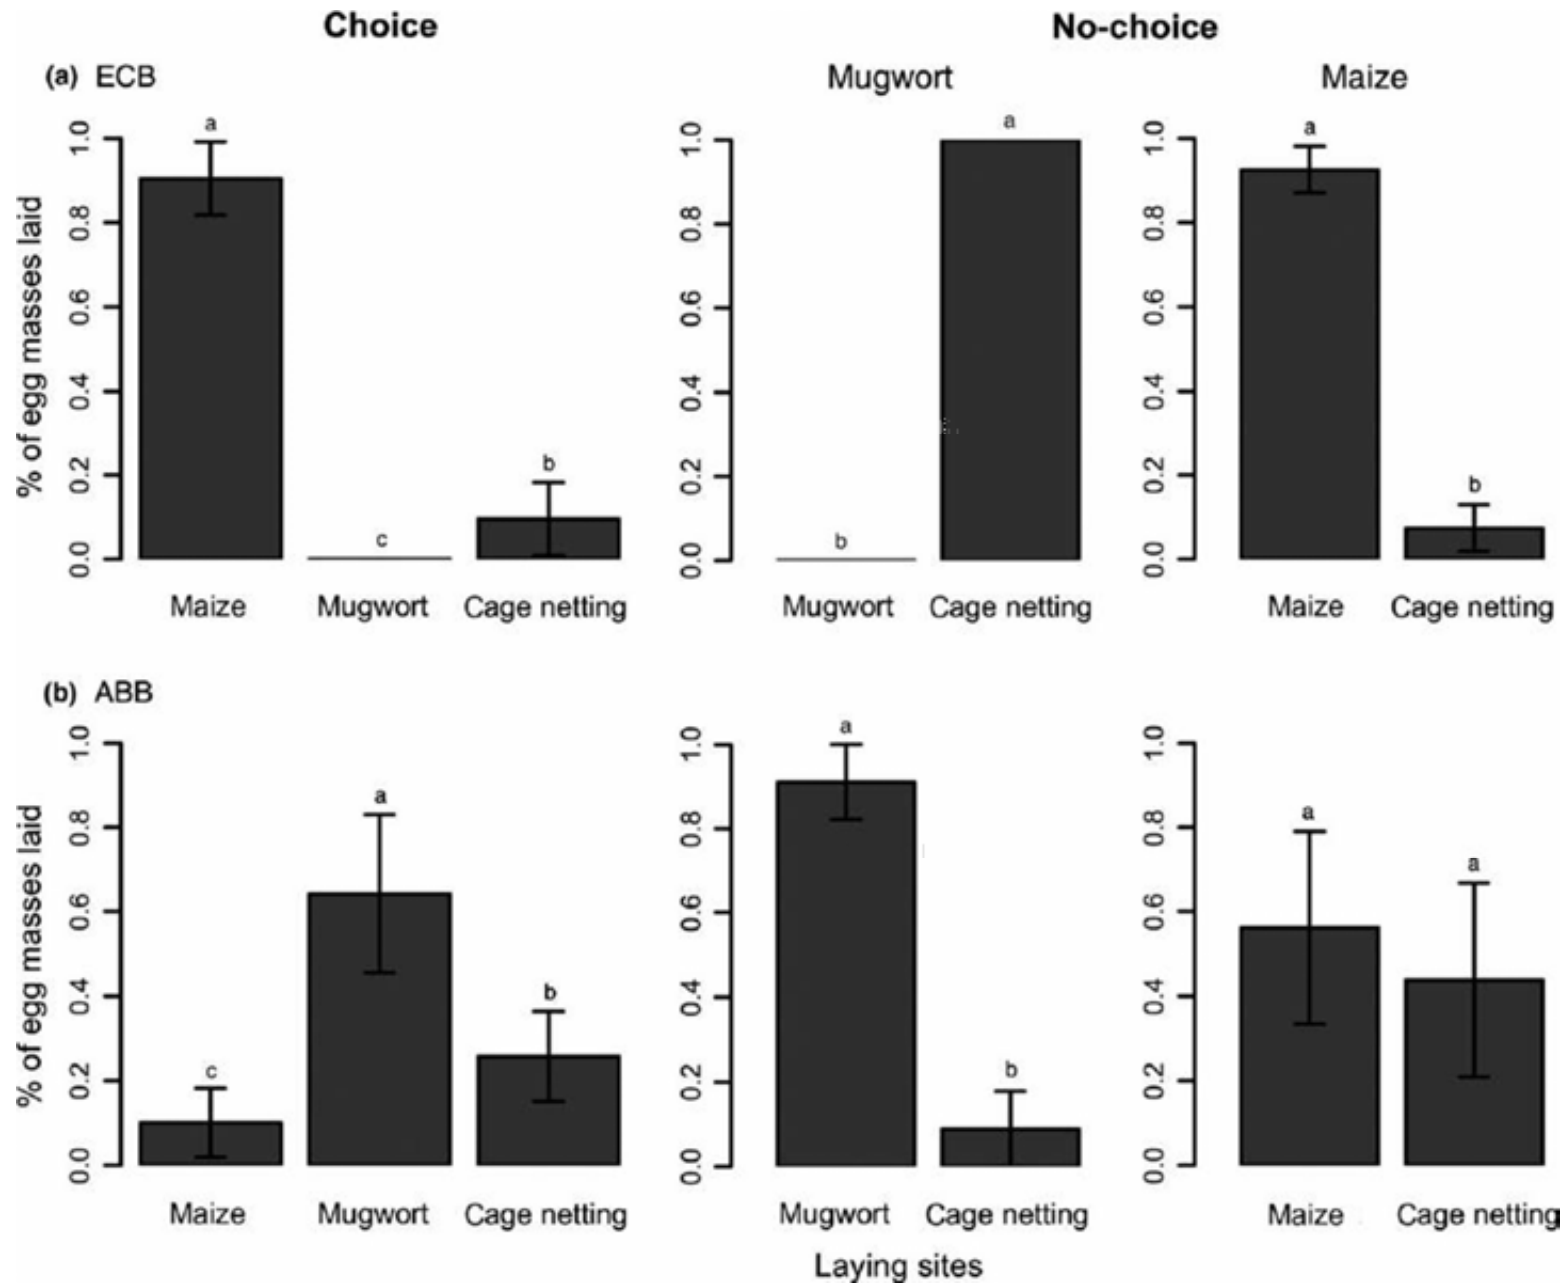 Choice No-choice
(a) ECB Mugwort Maize
% of egg masses laid
1.0
0.8
0.6
0.4
0.2
0.0
a
c
b
Maize Mugwort Cage netting
1.0
0.8
0.6
0.4
0.2
0.0
b
a
Mugwort Cage netting
1.0
0.8
0.6
0.4
0.2
0.0
a
b
Maize Cage netting
(b) ABB
% of egg masses laid
1.0
0.8
0.6
0.4
0.2
0.0
c
a
b
Maize Mugwort Cage netting
1.0
0.8
0.6
0.4
0.2
0.0
a
b
Mugwort Cage netting
1.0
0.8
0.6
0.4
0.2
0.0
a
a
Maize Cage netting
Laying sites